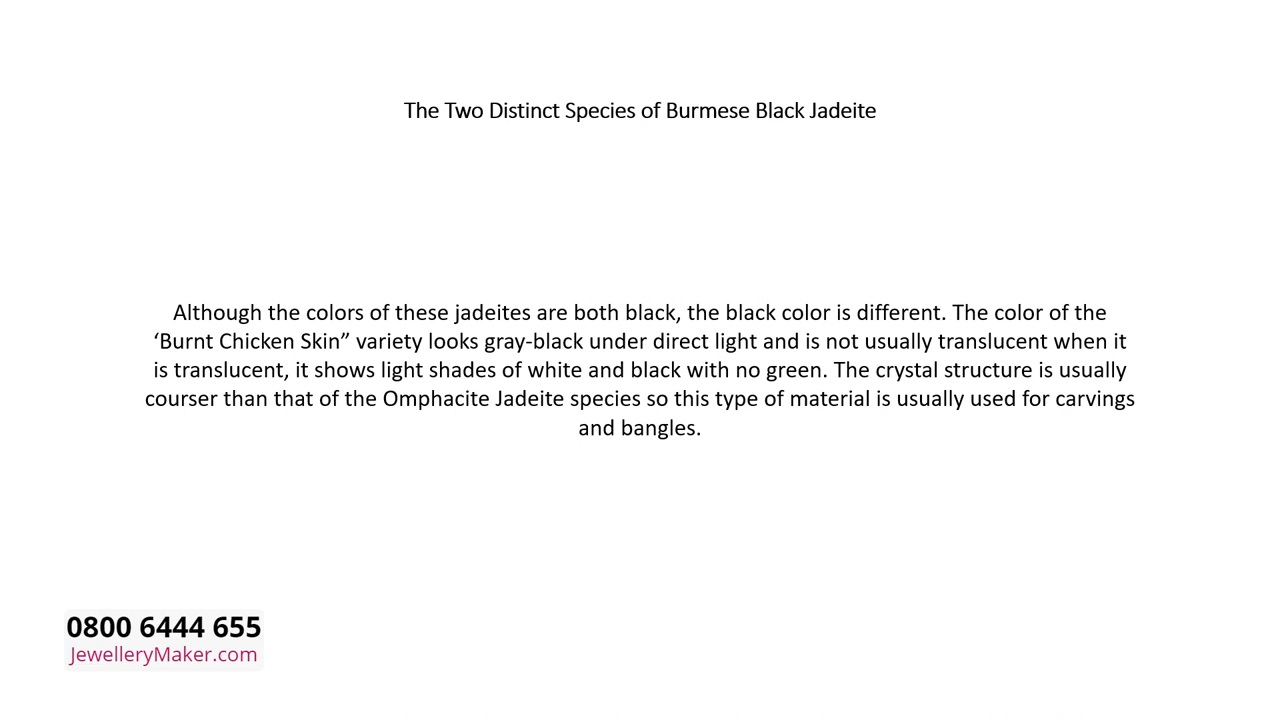 The Two Distinct Species of Burmese Black Jadeite
Although the colors of these jadeites are both black, the black color is different. The color of the
‘Burnt Chicken Skin” variety looks gray-black under direct light and is not usually translucent when it
is translucent, it shows light shades of white and black with no green. The crystal structure is usually
courser than that of the Omphacite Jadeite species so this type of material is usually used for carvings
and bangles.
0800 6444 655
JewelleryMaker.com